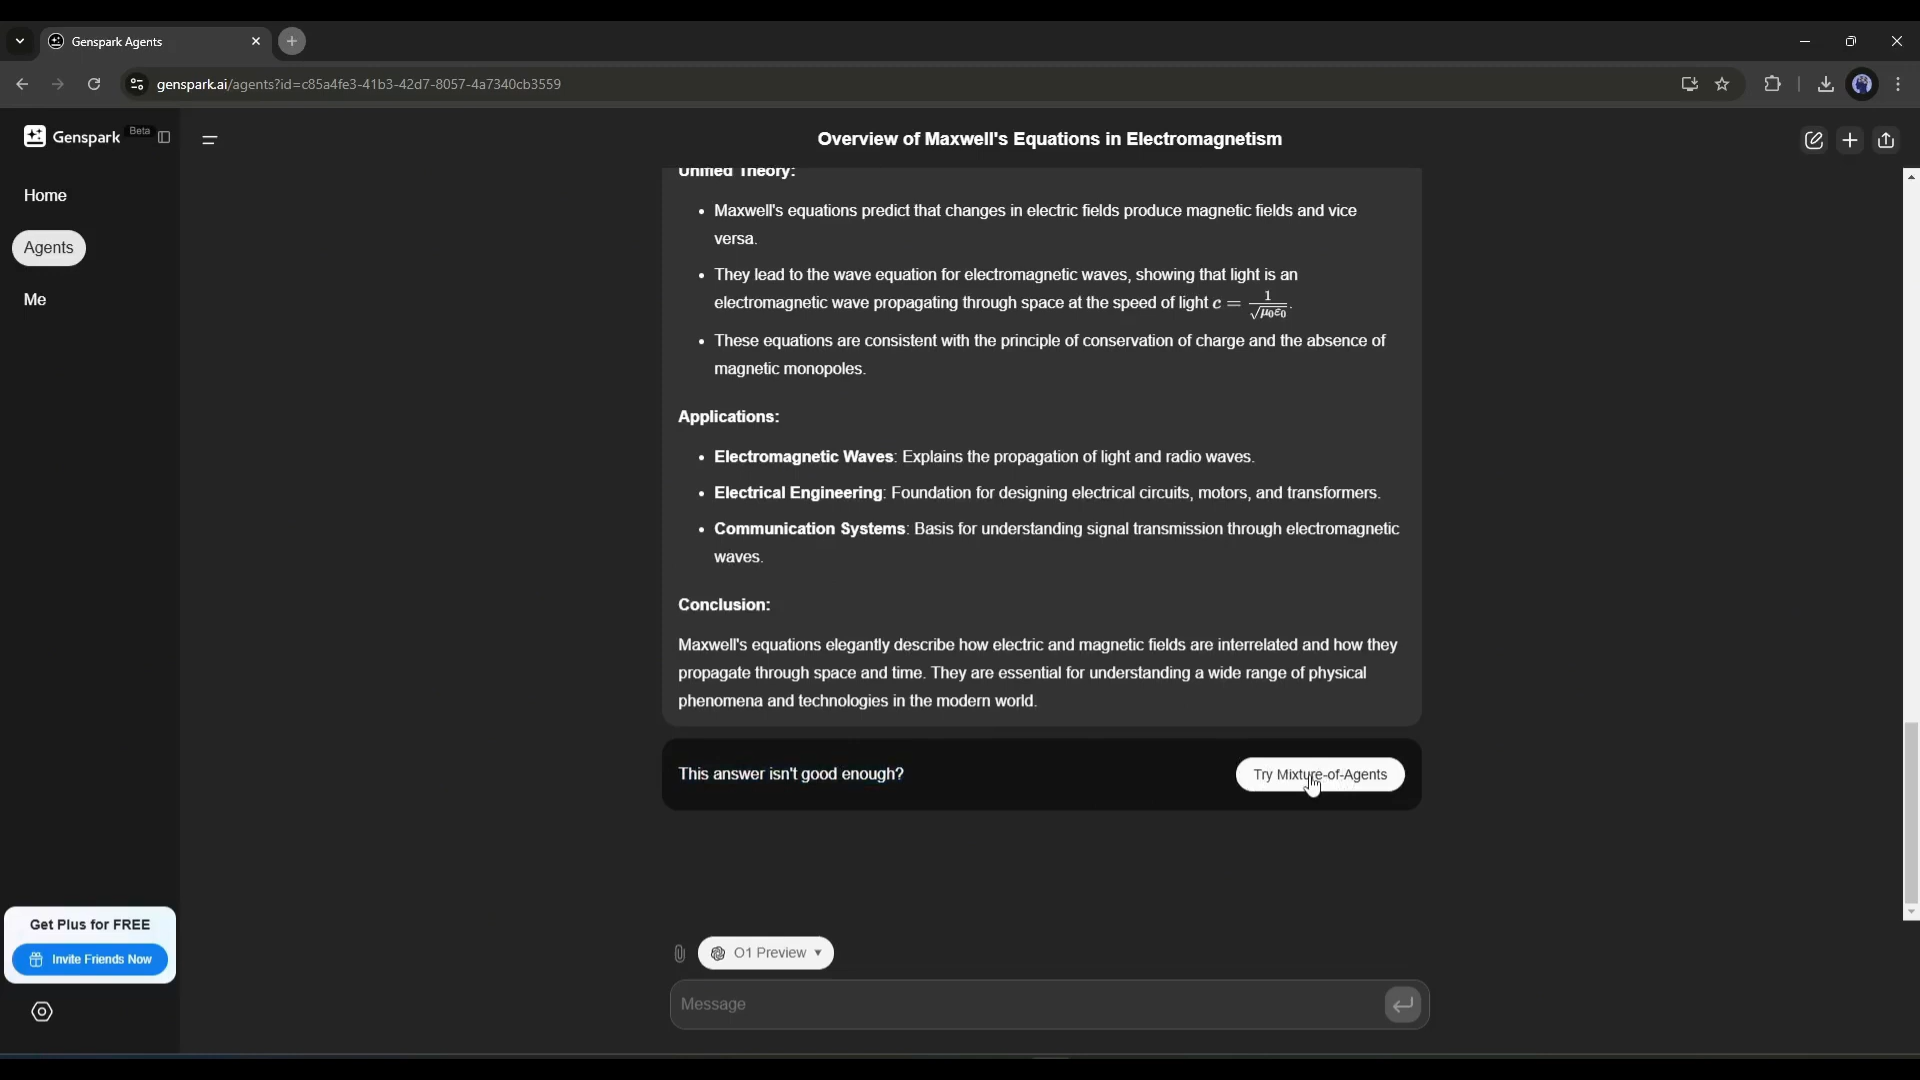 Genspark Agents
genspark.ai/agents?id=c85a4fe3-41b3-42d7-8057-4a7340cb3559
Genspark Beta
Home
Agents
Me
Get Plus for FREE
Invite Friends Now
Overview of Maxwell's Equations in Electromagnetism
Unified Theory:
• Maxwell's equations predict that changes in electric fields produce magnetic fields and vice
versa.
• They lead to the wave equation for electromagnetic waves, showing that light is an
electromagnetic wave propagating through space at the speed of light c = 1/√μ₀ε₀.
• These equations are consistent with the principle of conservation of charge and the absence of
magnetic monopoles.
Applications:
• Electromagnetic Waves: Explains the propagation of light and radio waves.
• Electrical Engineering: Foundation for designing electrical circuits, motors, and transformers.
• Communication Systems: Basis for understanding signal transmission through electromagnetic
waves.
Conclusion:
Maxwell's equations elegantly describe how electric and magnetic fields are interrelated and how they
propagate through space and time. They are essential for understanding a wide range of physical
phenomena and technologies in the modern world.
This answer isn't good enough?
Try Mixture-of-Agents
O1 Preview
Message